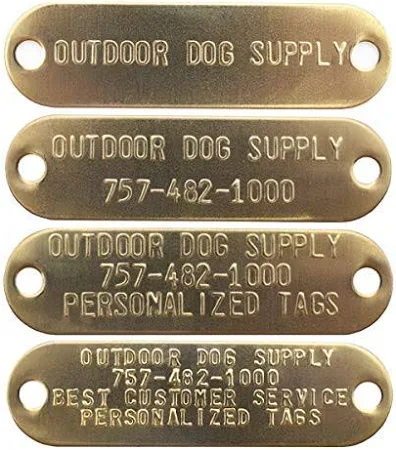 OUTDOOR DOG SUPPLY
OUTDOOR DOG SUPPLY
757-482-1000
OUTDOOR DOG SUPPLY
757-482-1000
PERSONALIZED TAGS
OUTDOOR DOG SUPPLY
757-482-1000
BEST CUSTOMER SERVICE
PERSONALIZED TAGS